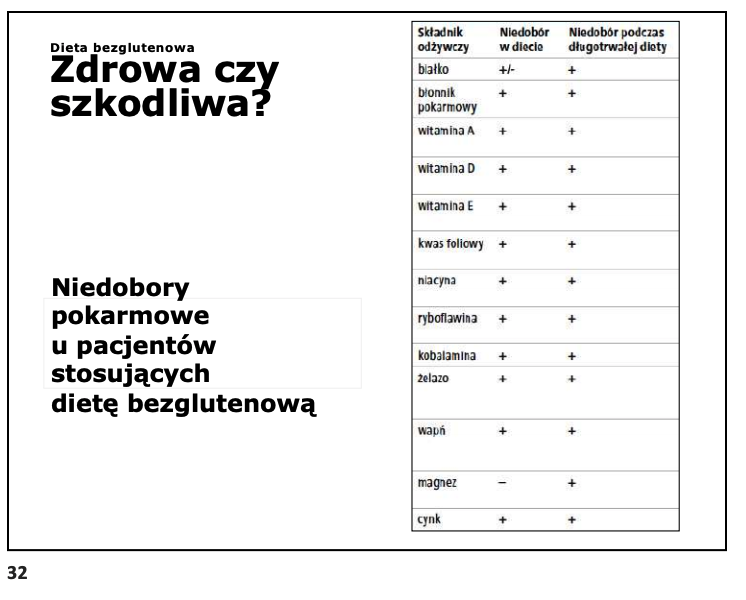 Dieta bezglutenowa
Zdrowa czy
szkodliwa?
Niedobory
pokarmowe
u pacjentów
stosujących
dietę bezglutenową
Składnik odżywczy Niedobór w diecie Niedobór podczas długotrwałej diety
białko +/- +
błonnik pokarmowy + +
witamina A + +
witamina D + +
witamina E + +
kwas foliowy + +
niacyna + +
ryboflawina + +
kobalamina + +
żelazo + +
wapń + +
magnez – +
cynk + +
32